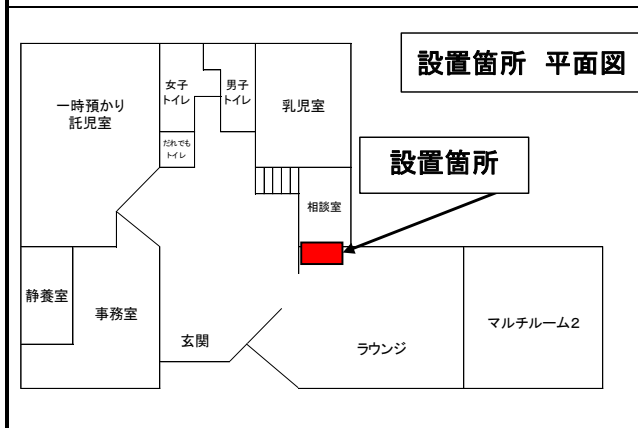 設置箇所 平面図
一時預かり
託児室
女子
トイレ
男子
トイレ
乳児室
だれでも
トイレ
設置箇所
相談室
静養室
事務室
玄関
ラウンジ
マルチルーム2